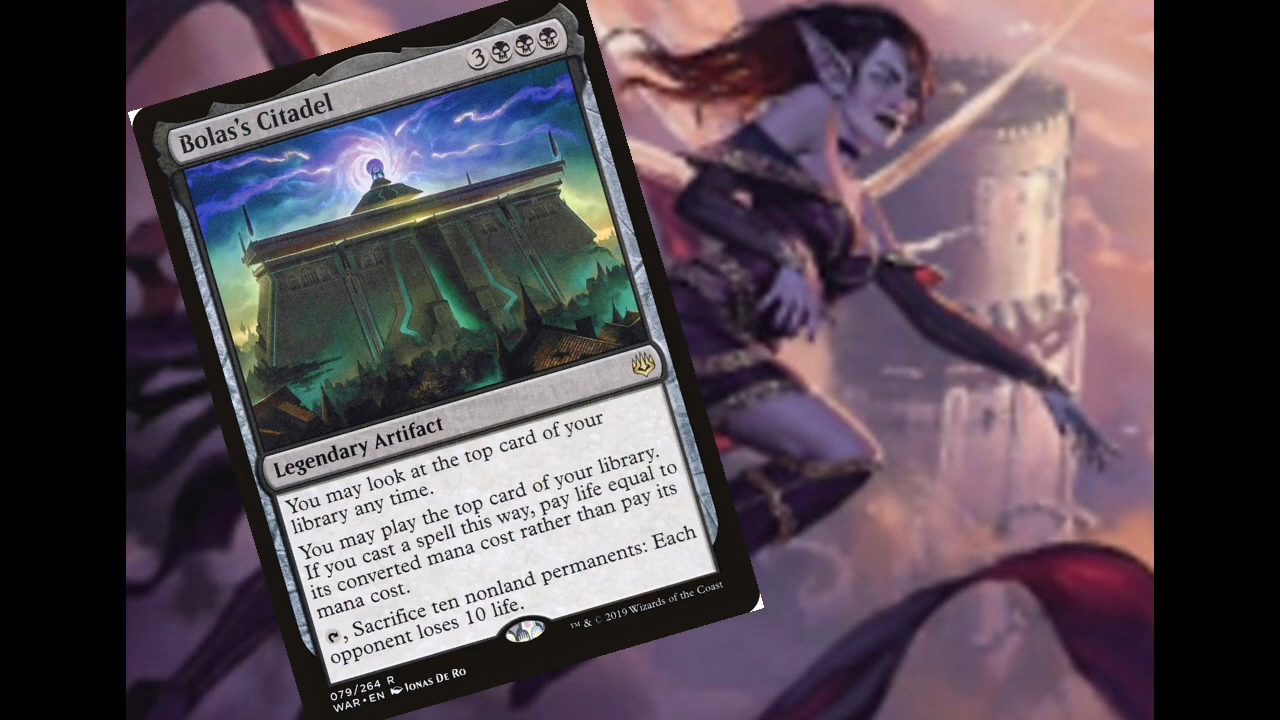 Bolas's Citadel
3
Legendary Artifact
You may look at the top card of your
library any time.
You may play the top card of your library.
If you cast a spell this way, pay life equal to
its converted mana cost rather than pay its
mana cost.
, Sacrifice ten nonland permanents: Each
opponent loses 10 life.
079/264 R
WAR • EN JONAS DE RO
™ & © 2019 Wizards of the Coast